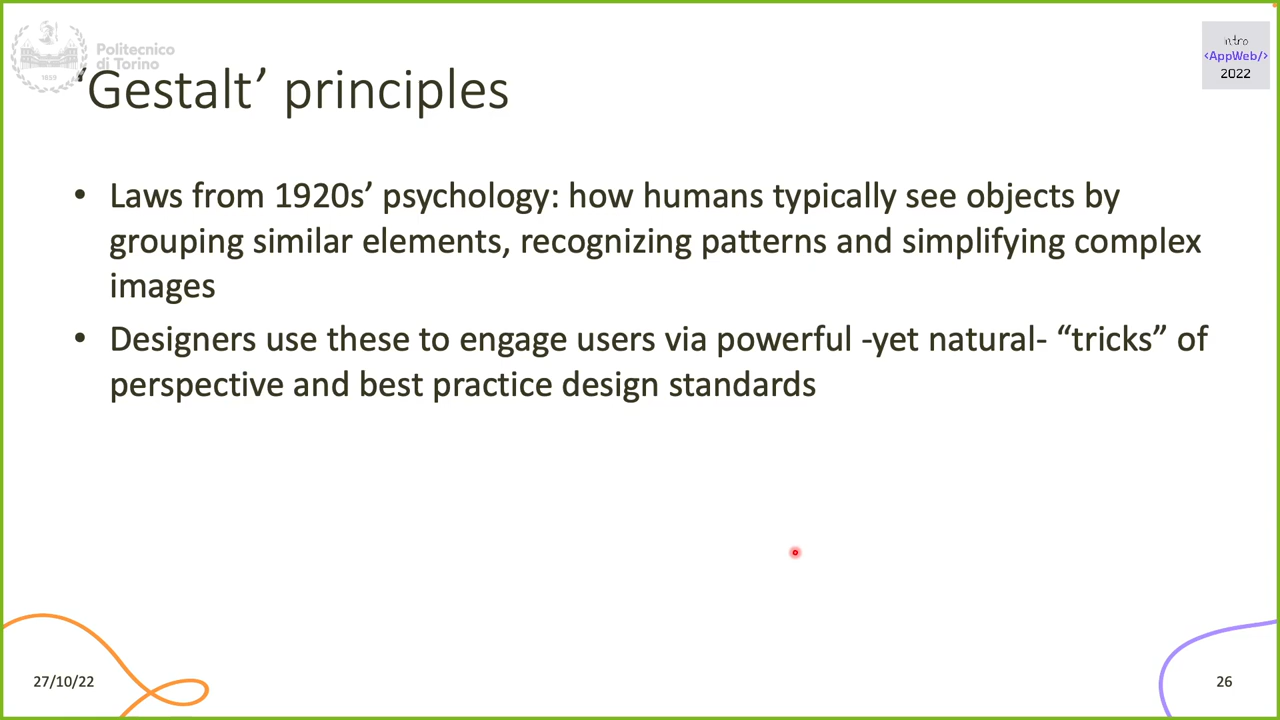 Politecnico
di Torino
1859
‘Gestalt’ principles
intro
<AppWeb/>
2022
• Laws from 1920s’ psychology: how humans typically see objects by
grouping similar elements, recognizing patterns and simplifying complex
images
• Designers use these to engage users via powerful -yet natural- “tricks” of
perspective and best practice design standards
27/10/22
26